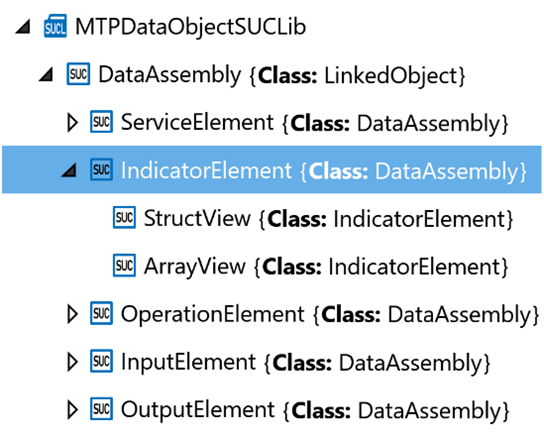 SUCL MTPDataObjectSUCLib
SUC DataAssembly {Class: LinkedObject}
SUC ServiceElement {Class: DataAssembly}
SUC IndicatorElement {Class: DataAssembly}
SUC StructView {Class: IndicatorElement}
SUC ArrayView {Class: IndicatorElement}
SUC OperationElement {Class: DataAssembly}
SUC InputElement {Class: DataAssembly}
SUC OutputElement {Class: DataAssembly}